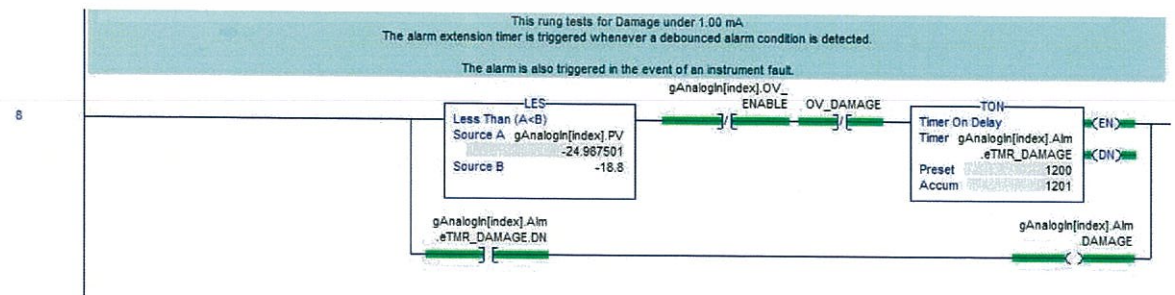 This rung tests for Damage under 1.00 mA
The alarm extension timer is triggered whenever a debounced alarm condition is detected.
The alarm is also triggered in the event of an instrument fault.
8
LES
Less Than (A<B)
Source A gAnalogIn[index].PV
-24.987501
Source B -18.8
gAnalogIn[index].OV_
ENABLE
OV_DAMAGE
TON
Timer On Delay
Timer gAnalogIn[index].Alm
.eTMR_DAMAGE
Preset 1200
Accum 1201
EN
DN
gAnalogIn[index].Alm
.eTMR_DAMAGE.DN
gAnalogIn[index].Alm
.DAMAGE